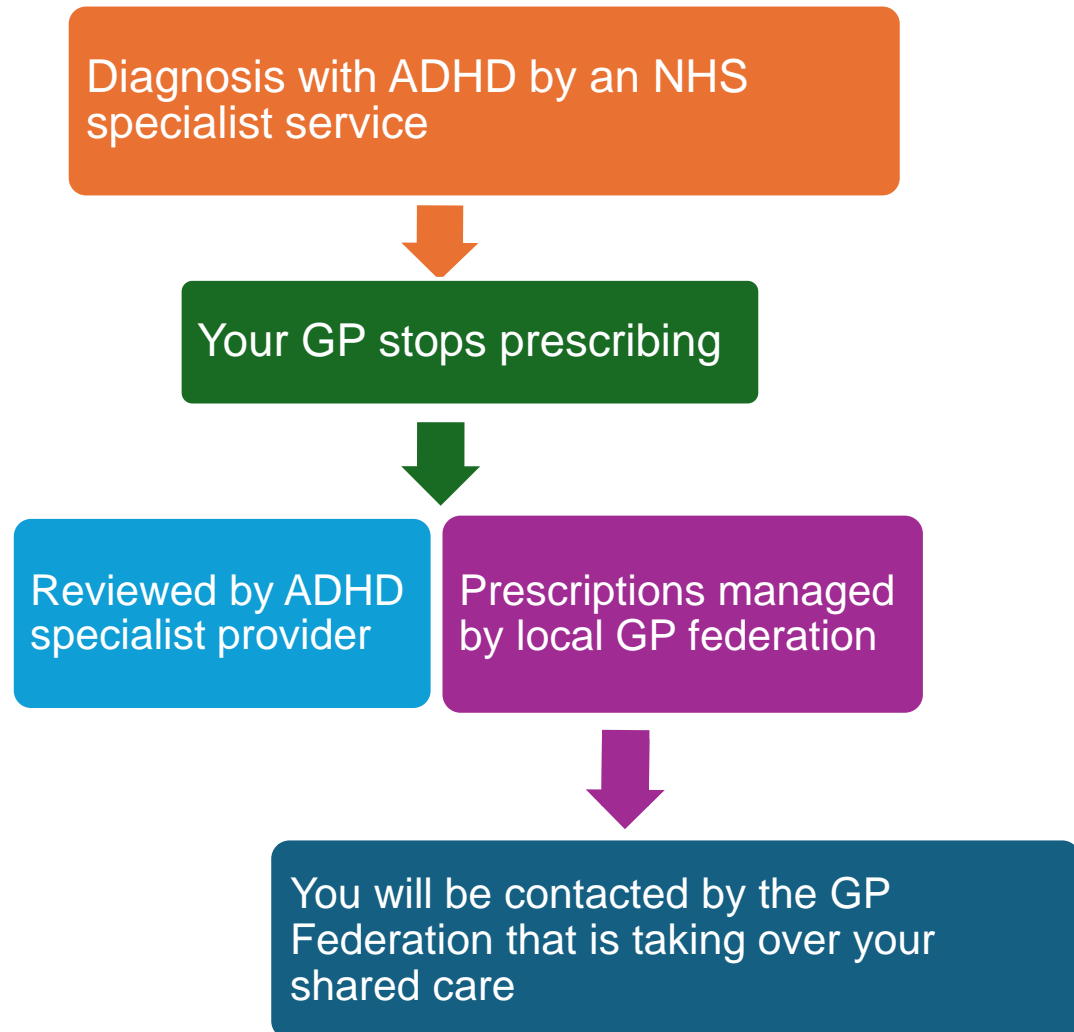 Diagnosis with ADHD by an NHS
specialist service
Your GP stops prescribing
Reviewed by ADHD
specialist provider
Prescriptions managed
by local GP federation
You will be contacted by the GP
Federation that is taking over your
shared care